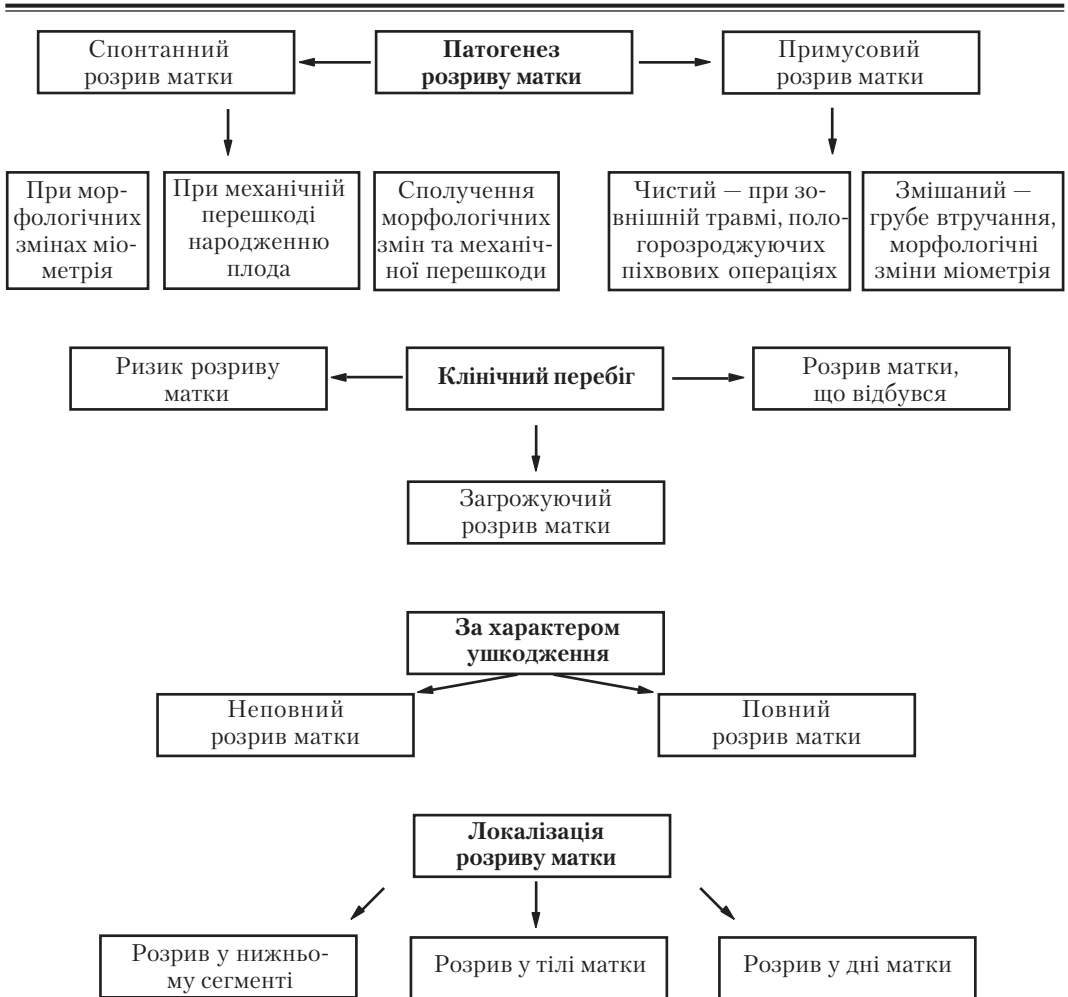 Спонтанний
розрив матки
Патогенез
розриву матки
Примусовий
розрив матки
При мор-
фологічних
змінах міо-
метрія
При механічній
перешкоді
народженню
плода
Сполучення
морфологічних
змін та механіч-
ної перешкоди
Чистий — при зо-
внішній травмі, поло-
горозроджуючих
піхвових операціях
Змішаний —
грубе втручання,
морфологічні
зміни міометрія
Ризик розриву
матки
Клінічний перебіг
Розрив матки,
що відбувся
Загрожуючий
розрив матки
За характером
ушкодження
Неповний
розрив матки
Повний
розрив матки
Локалізація
розриву матки
Розрив у нижньо-
му сегменті
Розрив у тілі матки
Розрив у дні матки